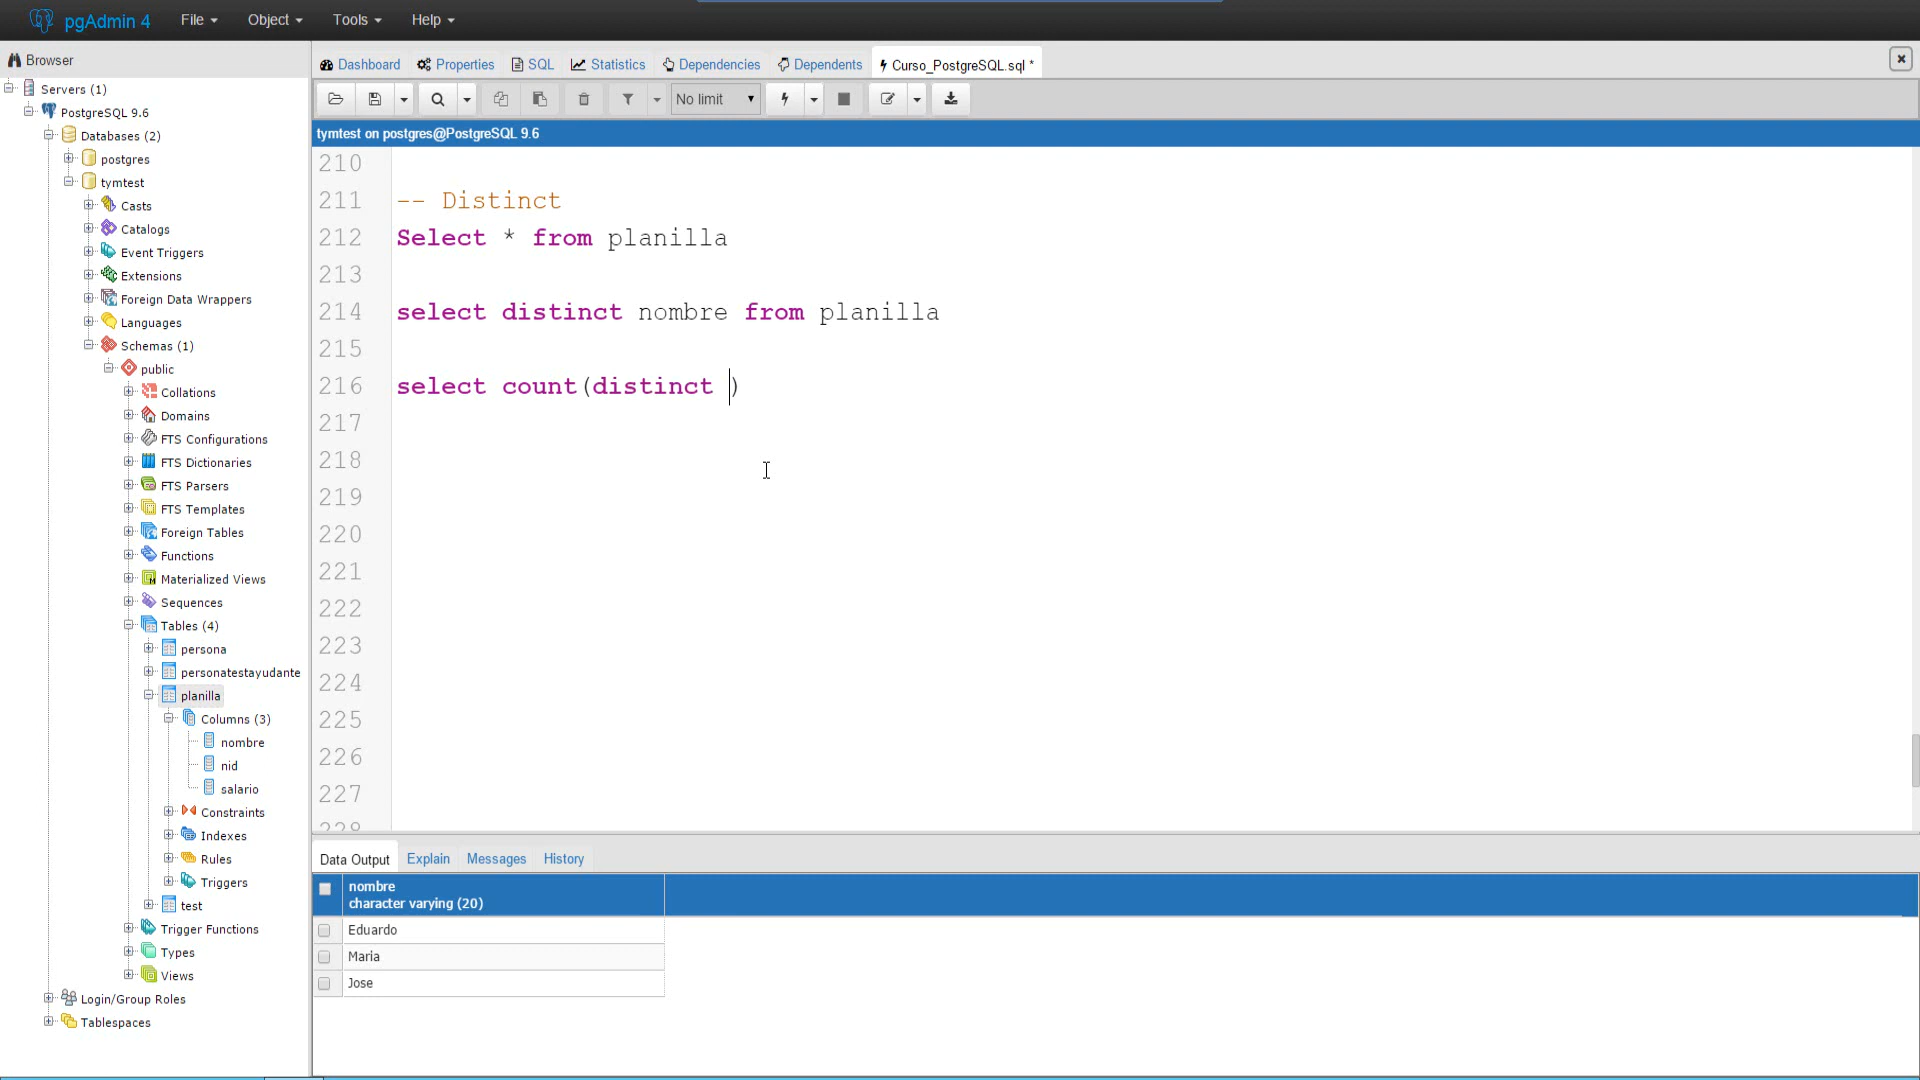 pgAdmin 4 File Object Tools Help
Browser
Dashboard Properties SQL Statistics Dependencies Dependents Curso_PostgreSQL.sql *
No limit
tymtest on postgres@PostgreSQL 9.6
Servers (1)
PostgreSQL 9.6
Databases (2)
postgres
tymtest
Casts
Catalogs
Event Triggers
Extensions
Foreign Data Wrappers
Languages
Schemas (1)
public
Collations
Domains
FTS Configurations
FTS Dictionaries
FTS Parsers
FTS Templates
Foreign Tables
Functions
Materialized Views
Sequences
Tables (4)
persona
personatestayudante
planilla
Columns (3)
nombre
nid
salario
Constraints
Indexes
Rules
Triggers
test
Trigger Functions
Types
Views
Login/Group Roles
Tablespaces
210
211 -- Distinct
212 Select * from planilla
213
214 select distinct nombre from planilla
215
216 select count(distinct )
217
218
219
220
221
222
223
224
225
226
227
228
Data Output Explain Messages History
nombre
character varying (20)
Eduardo
Maria
Jose